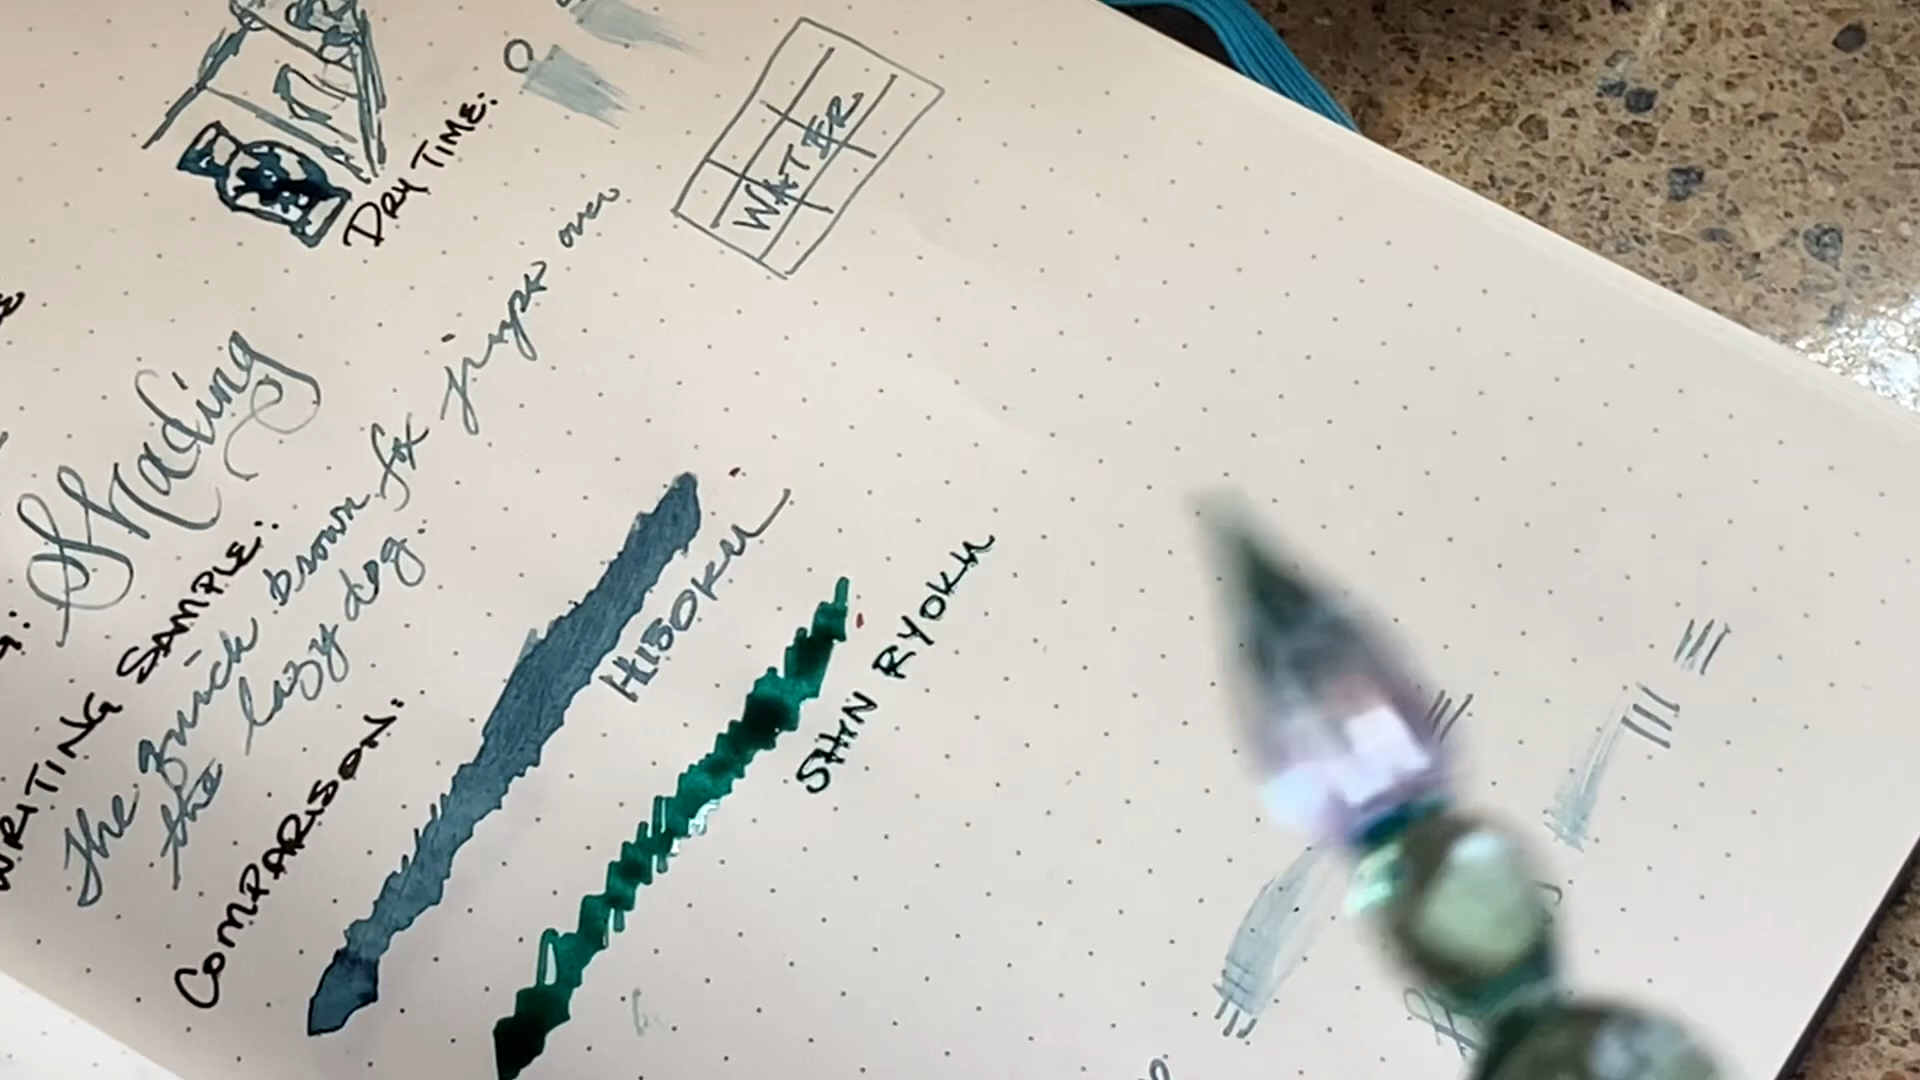 DRY TIME:
WATER
Shading
WRITING SAMPLE:
The quick brown fox jumps over
the lazy dog.
COMPARISON:
HISOKU
SHIN RYOKU